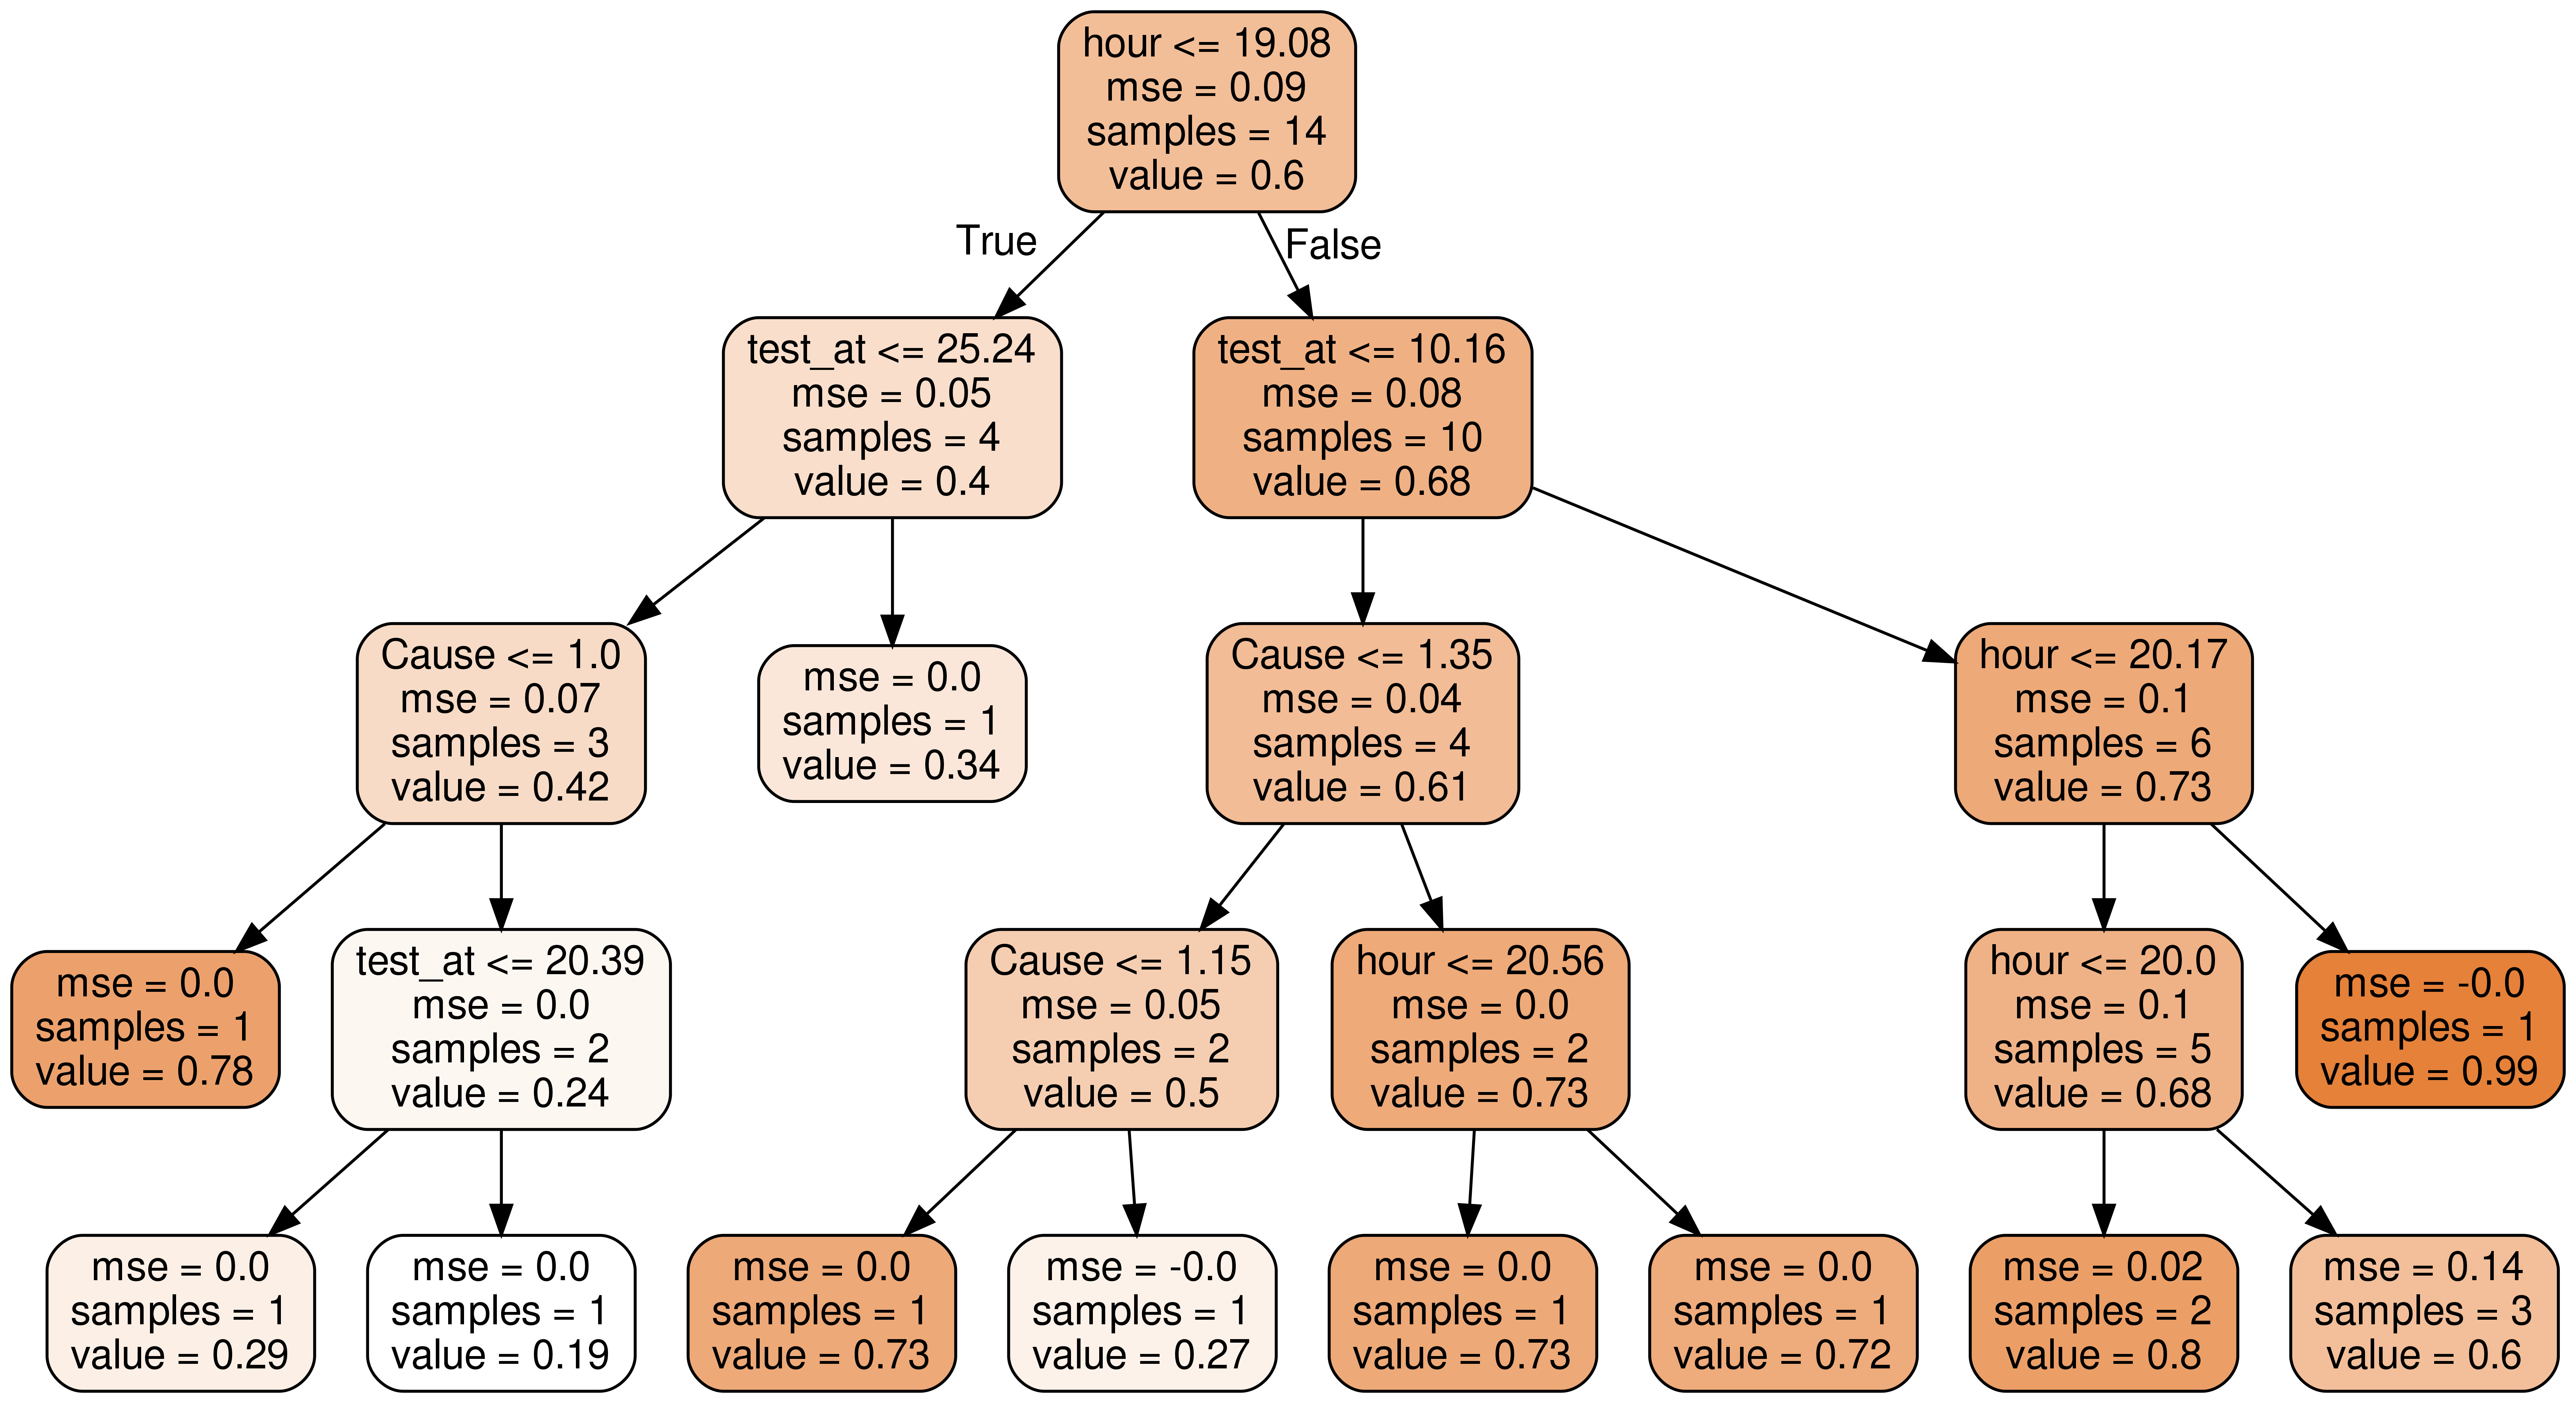 hour <= 19.08
mse = 0.09
samples = 14
value = 0.6
True
False
test_at <= 25.24
mse = 0.05
samples = 4
value = 0.4
test_at <= 10.16
mse = 0.08
samples = 10
value = 0.68
Cause <= 1.0
mse = 0.07
samples = 3
value = 0.42
mse = 0.0
samples = 1
value = 0.34
Cause <= 1.35
mse = 0.04
samples = 4
value = 0.61
hour <= 20.17
mse = 0.1
samples = 6
value = 0.73
mse = 0.0
samples = 1
value = 0.78
test_at <= 20.39
mse = 0.0
samples = 2
value = 0.24
Cause <= 1.15
mse = 0.05
samples = 2
value = 0.5
hour <= 20.56
mse = 0.0
samples = 2
value = 0.73
hour <= 20.0
mse = 0.1
samples = 5
value = 0.68
mse = -0.0
samples = 1
value = 0.99
mse = 0.0
samples = 1
value = 0.29
mse = 0.0
samples = 1
value = 0.19
mse = 0.0
samples = 1
value = 0.73
mse = -0.0
samples = 1
value = 0.27
mse = 0.0
samples = 1
value = 0.73
mse = 0.0
samples = 1
value = 0.72
mse = 0.02
samples = 2
value = 0.8
mse = 0.14
samples = 3
value = 0.6